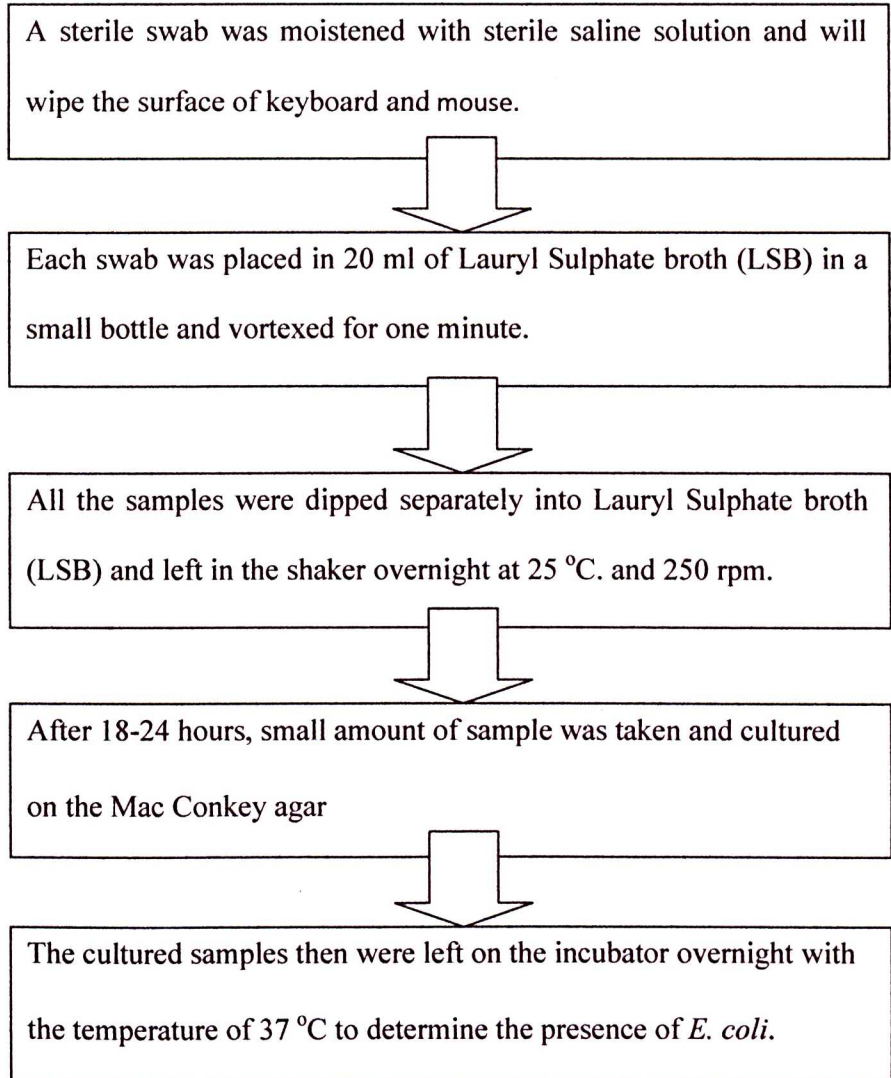 A sterile swab was moistened with sterile saline solution and will
wipe the surface of keyboard and mouse.
Each swab was placed in 20 ml of Lauryl Sulphate broth (LSB) in a
small bottle and vortexed for one minute.
All the samples were dipped separately into Lauryl Sulphate broth
(LSB) and left in the shaker overnight at 25 °C. and 250 rpm.
After 18-24 hours, small amount of sample was taken and cultured
on the Mac Conkey agar
The cultured samples then were left on the incubator overnight with
the temperature of 37 °C to determine the presence of E. coli.